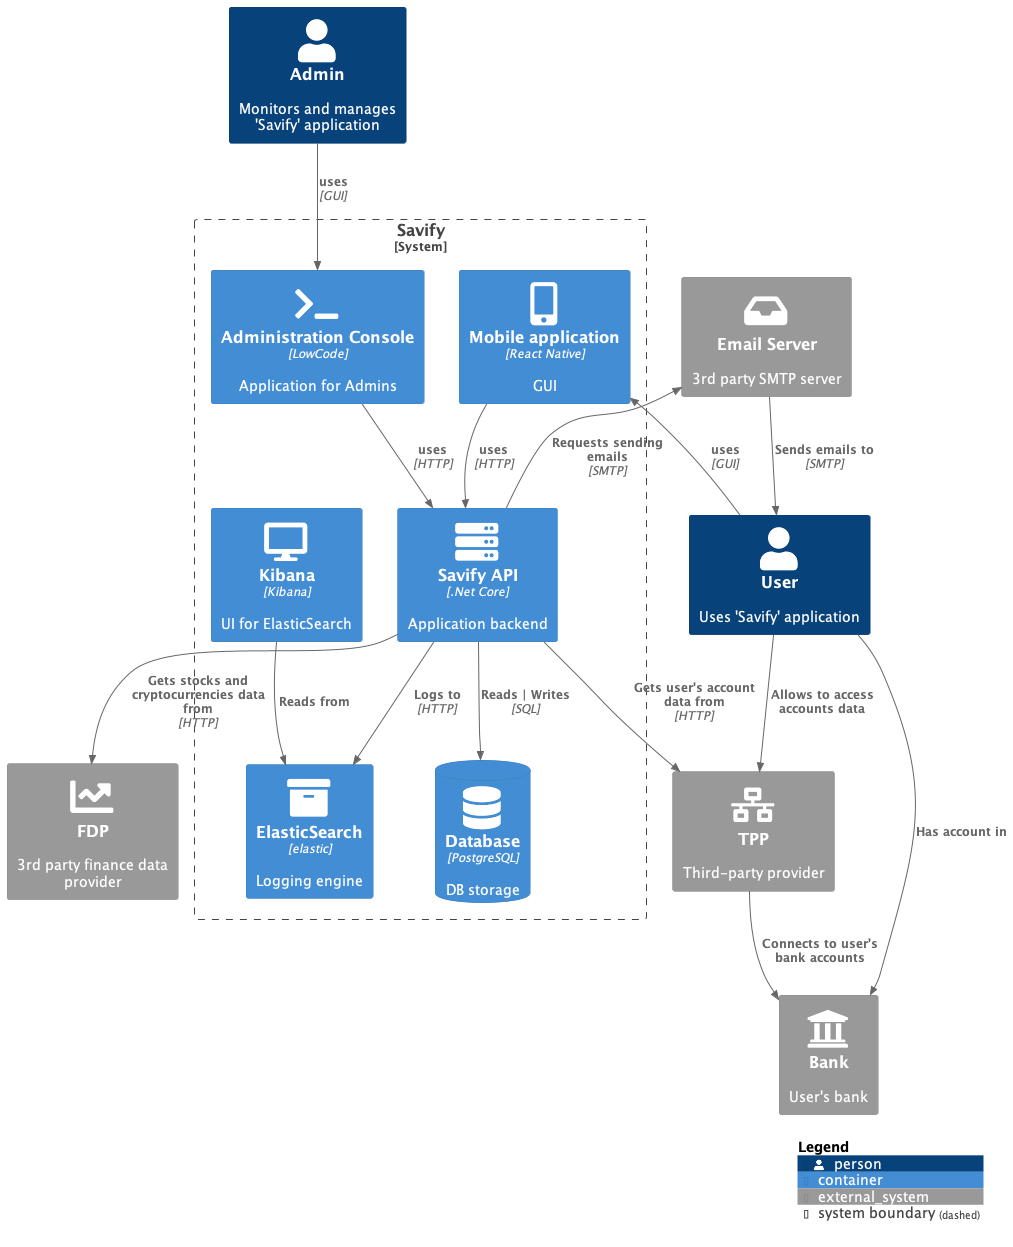 Admin
Monitors and manages
'Savify' application
uses
[GUI]
Savify
[System]
Administration Console
[LowCode]
Application for Admins
Mobile application
[React Native]
GUI
Email Server
3rd party SMTP server
uses
[HTTP]
uses
[HTTP]
Requests sending
emails
[SMTP]
uses
[GUI]
Sends emails to
[SMTP]
Kibana
[Kibana]
UI for ElasticSearch
Savify API
[.Net Core]
Application backend
User
Uses 'Savify' application
Gets stocks and
cryptocurrencies data
from
[HTTP]
Reads from
Logs to
[HTTP]
Reads | Writes
[SQL]
Gets user's account
data from
[HTTP]
Allows to access
accounts data
Has account in
FDP
3rd party finance data
provider
ElasticSearch
[elastic]
Logging engine
Database
[PostgreSQL]
DB storage
TPP
Third-party provider
Connects to user's
bank accounts
Bank
User's bank
Legend
person
container
external_system
system boundary (dashed)